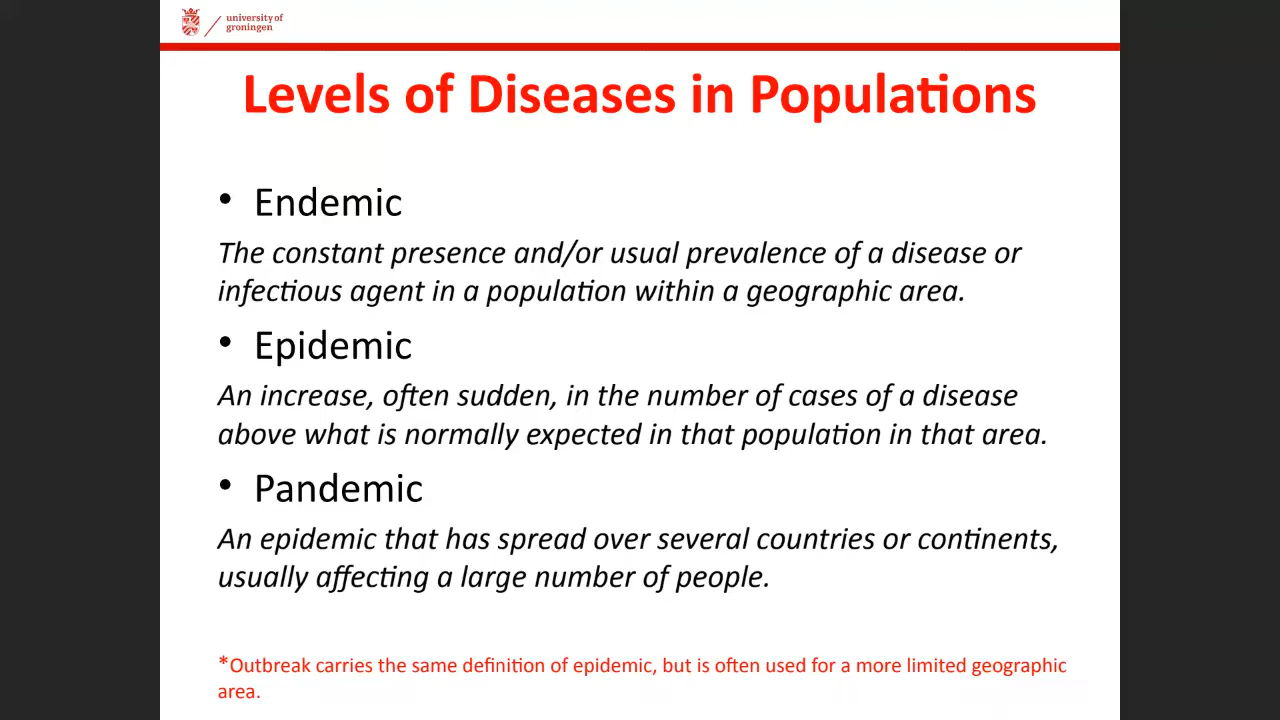 university of
groningen
Levels of Diseases in Populations
• Endemic
The constant presence and/or usual prevalence of a disease or
infectious agent in a population within a geographic area.
• Epidemic
An increase, often sudden, in the number of cases of a disease
above what is normally expected in that population in that area.
• Pandemic
An epidemic that has spread over several countries or continents,
usually affecting a large number of people.
*Outbreak carries the same definition of epidemic, but is often used for a more limited geographic
area.